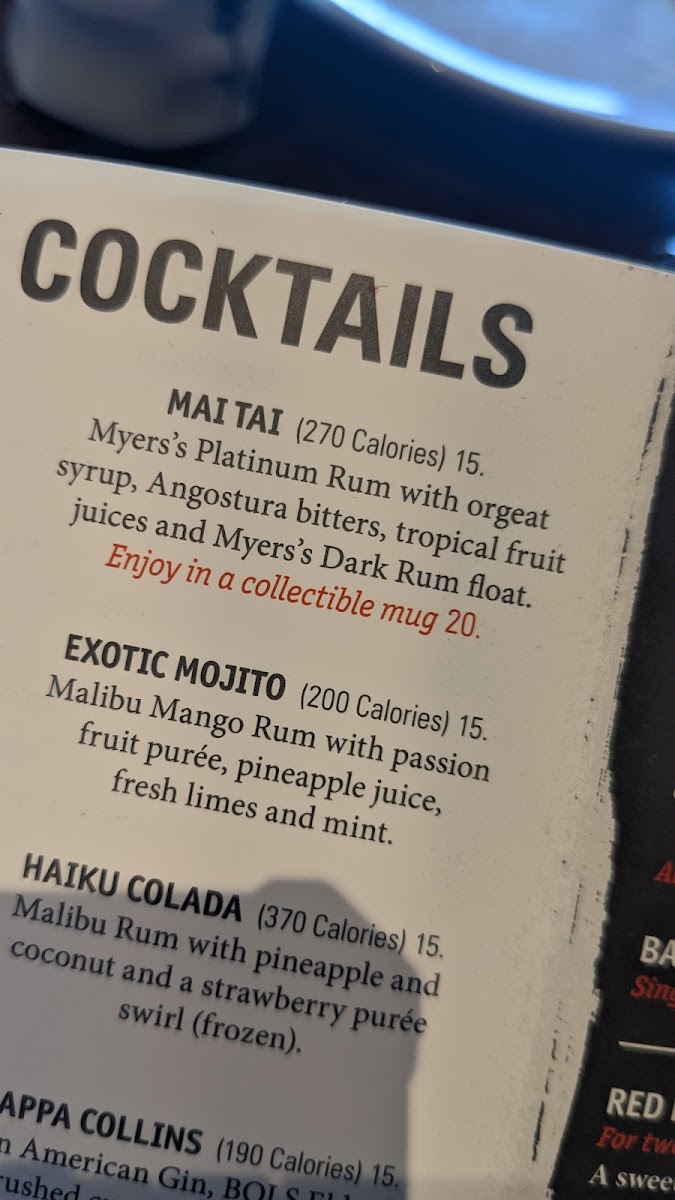 COCKTAILS
MAI TAI (270 Calories) 15.
Myers's Platinum Rum with orgeat
syrup, Angostura bitters, tropical fruit
juices and Myers's Dark Rum float.
Enjoy in a collectible mug 20.
EXOTIC MOJITO (200 Calories) 15.
Malibu Mango Rum with passion
fruit purée, pineapple juice,
fresh limes and mint.
HAIKU COLADA (370 Calories) 15.
Malibu Rum with pineapple and
coconut and a strawberry purée
swirl (frozen).
APPA COLLINS (190 Calories) 15.
American Gin, BOLS
RED
For
A